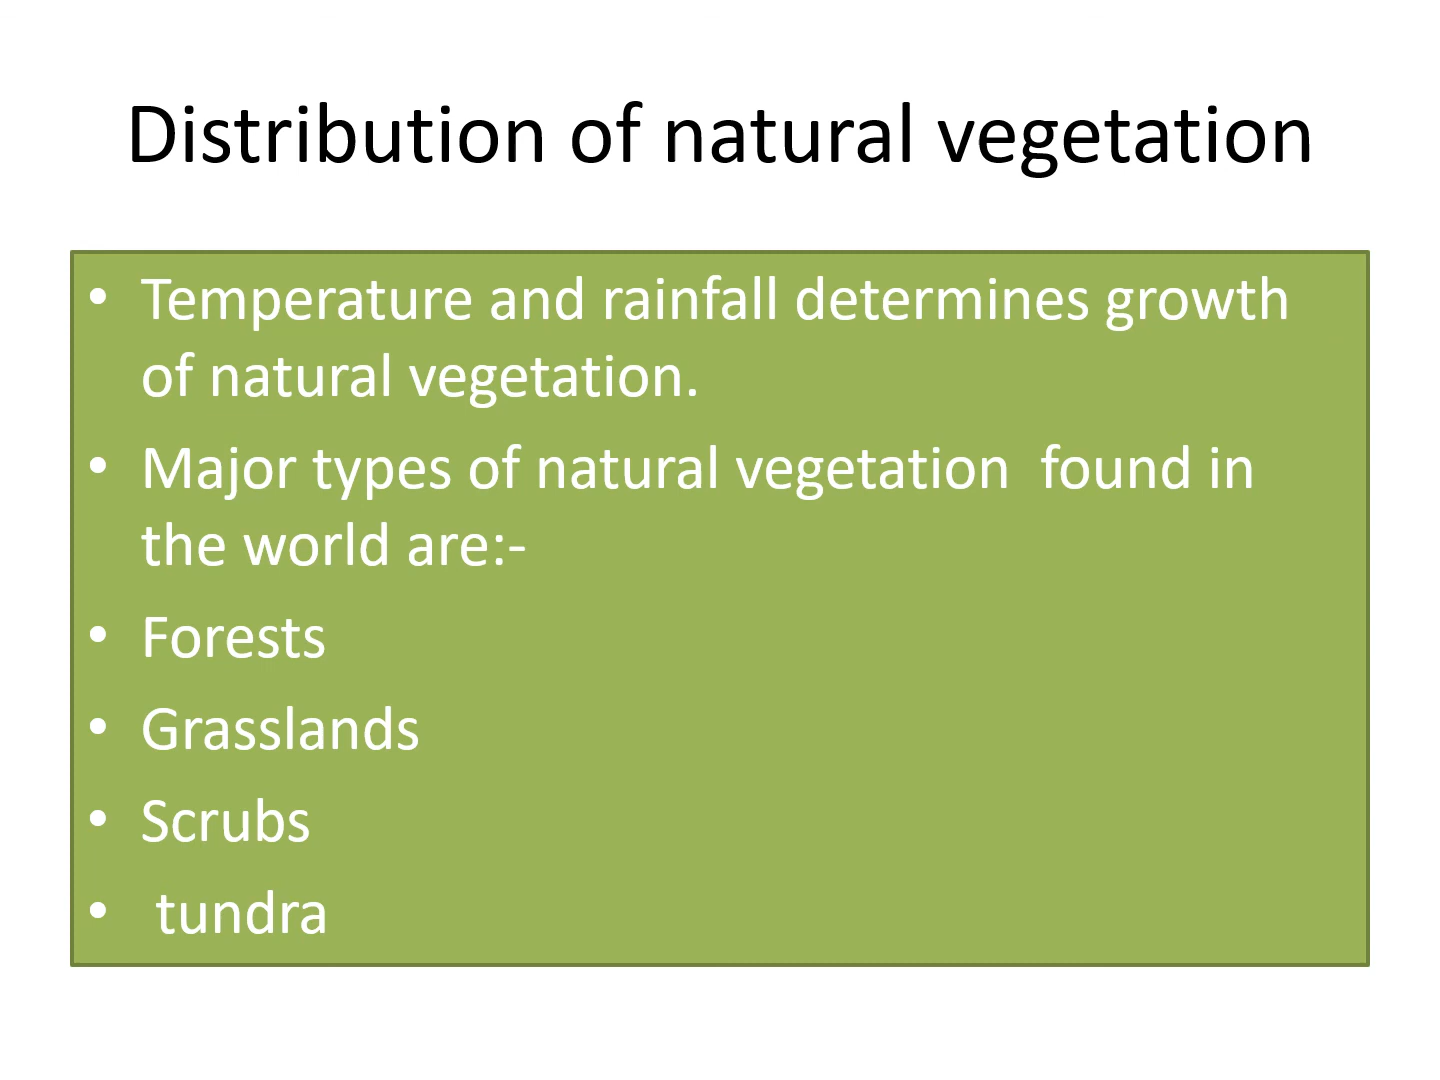 Distribution of natural vegetation
• Temperature and rainfall determines growth
of natural vegetation.
• Major types of natural vegetation  found in
the world are:-
• Forests
• Grasslands
• Scrubs
•  tundra